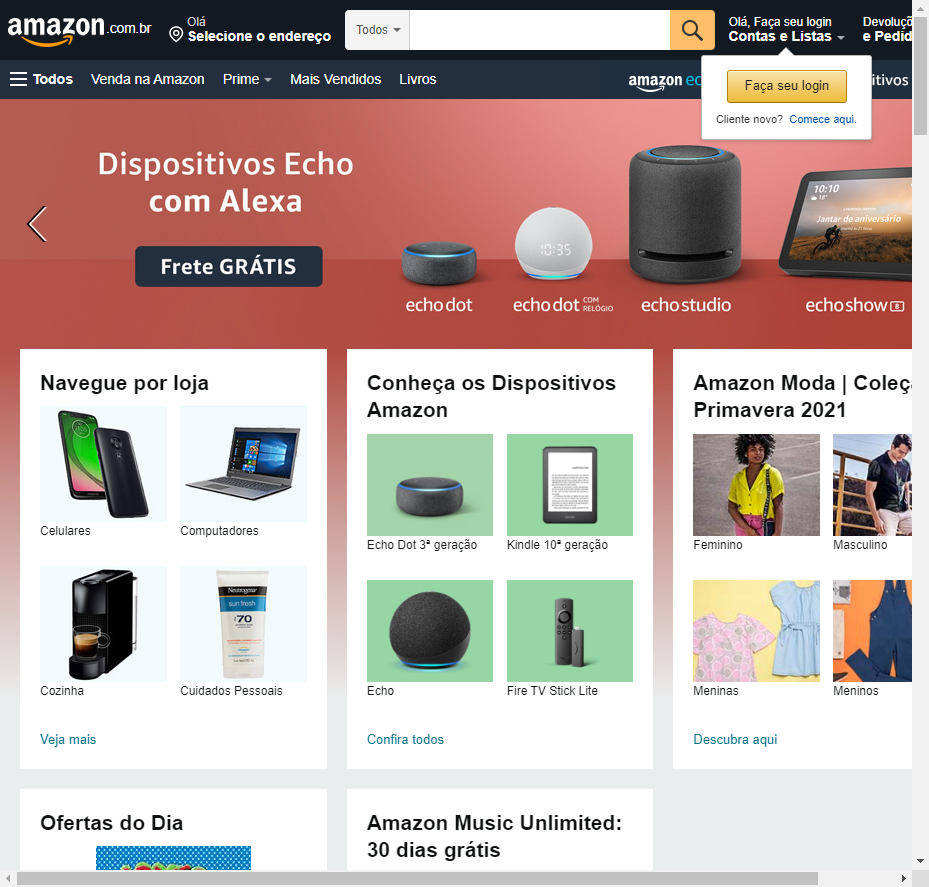 amazon.com.br
Olá
Selecione o endereço
Todos
Olá, Faça seu login
Contas e Listas
Todos
Venda na Amazon
Prime
Mais Vendidos
Livros
amazon
Faça seu login
Cliente novo? Comece aqui.
Dispositivos Echo
com Alexa
Frete GRÁTIS
10:35
10:10
18°
Jantar de aniversário
echo dot
echo dot COM RELÓGIO
echo studio
echo show 8
Navegue por loja
Celulares
Computadores
Cozinha
Neutrogena
sun fresh
70
Cuidados Pessoais
Veja mais
Conheça os Dispositivos
Amazon
Echo Dot 3ª geração
Kindle 10ª geração
Echo
Fire TV Stick Lite
Confira todos
Amazon Moda |
Primavera 2021
Feminino
Masculino
Meninas
Meninos
Descubra aqui
Ofertas do Dia
Amazon Music Unlimited:
30 dias grátis